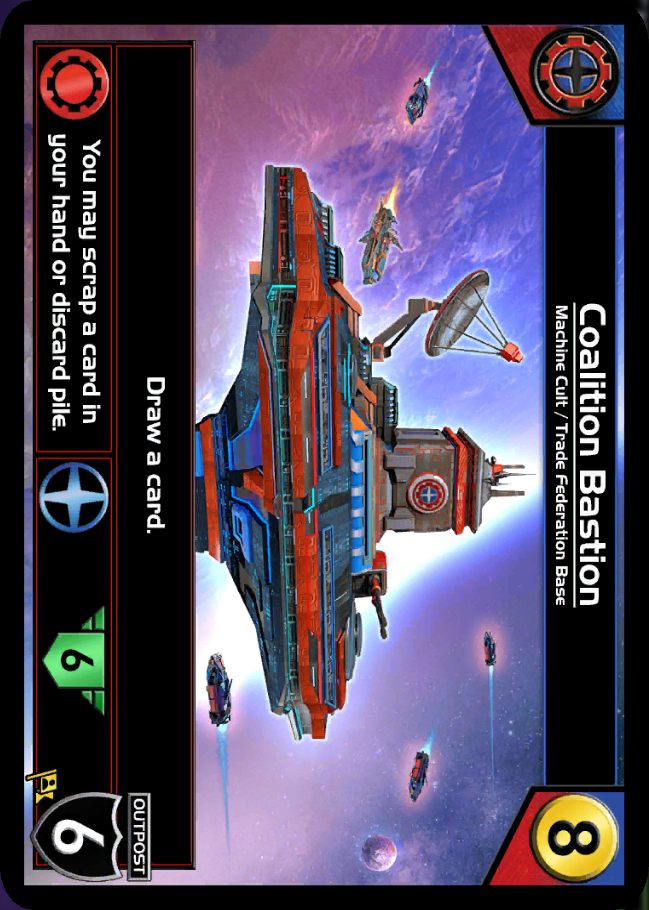 Coalition Bastion
Machine Cult / Trade Federation Base
8
Draw a card.
You may scrap a card in
your hand or discard pile.
6
OUTPOST
6